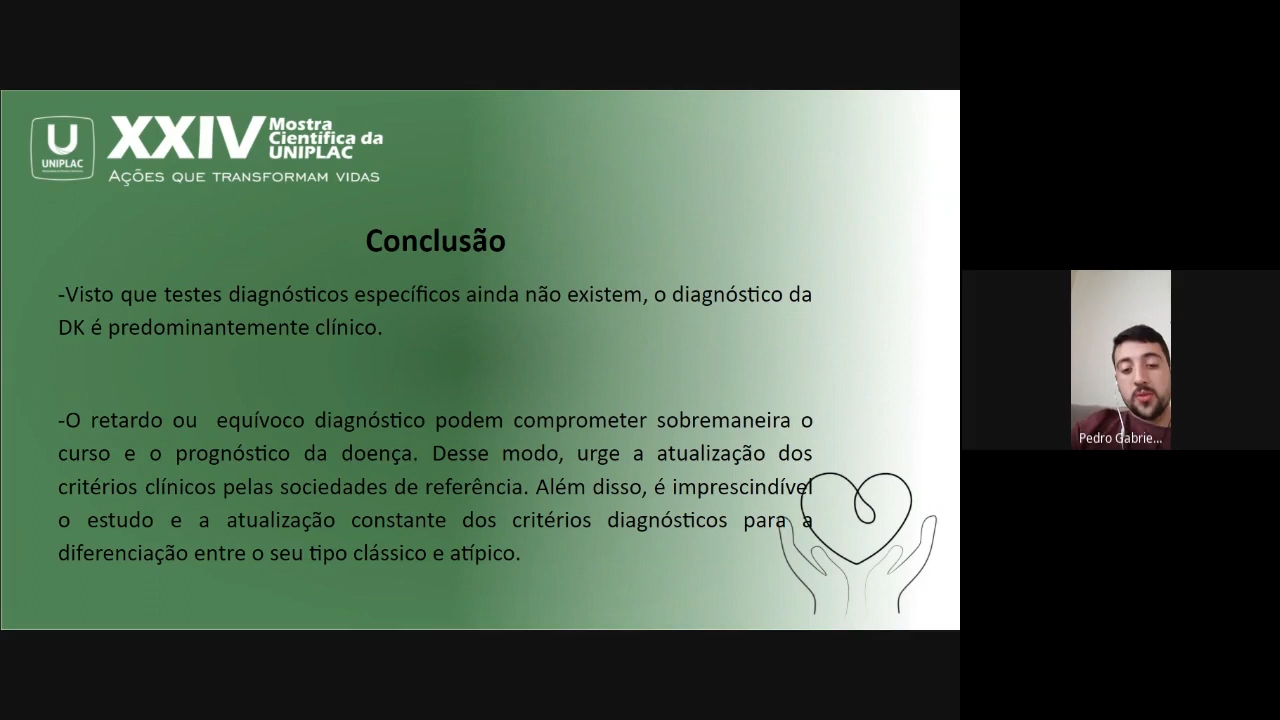 U
UNIPLAC
XXIV Mostra
Científica da
UNIPLAC
AÇÕES QUE TRANSFORMAM VIDAS
Conclusão
-Visto que testes diagnósticos específicos ainda não existem, o diagnóstico da
DK é predominantemente clínico.
-O retardo ou equívoco diagnóstico podem comprometer sobremaneira o
curso e o prognóstico da doença. Desse modo, urge a atualização dos
critérios clínicos pelas sociedades de referência. Além disso, é imprescindível
o estudo e a atualização constante dos critérios diagnósticos para a
diferenciação entre o seu tipo clássico e atípico.
Pedro Gabrie...